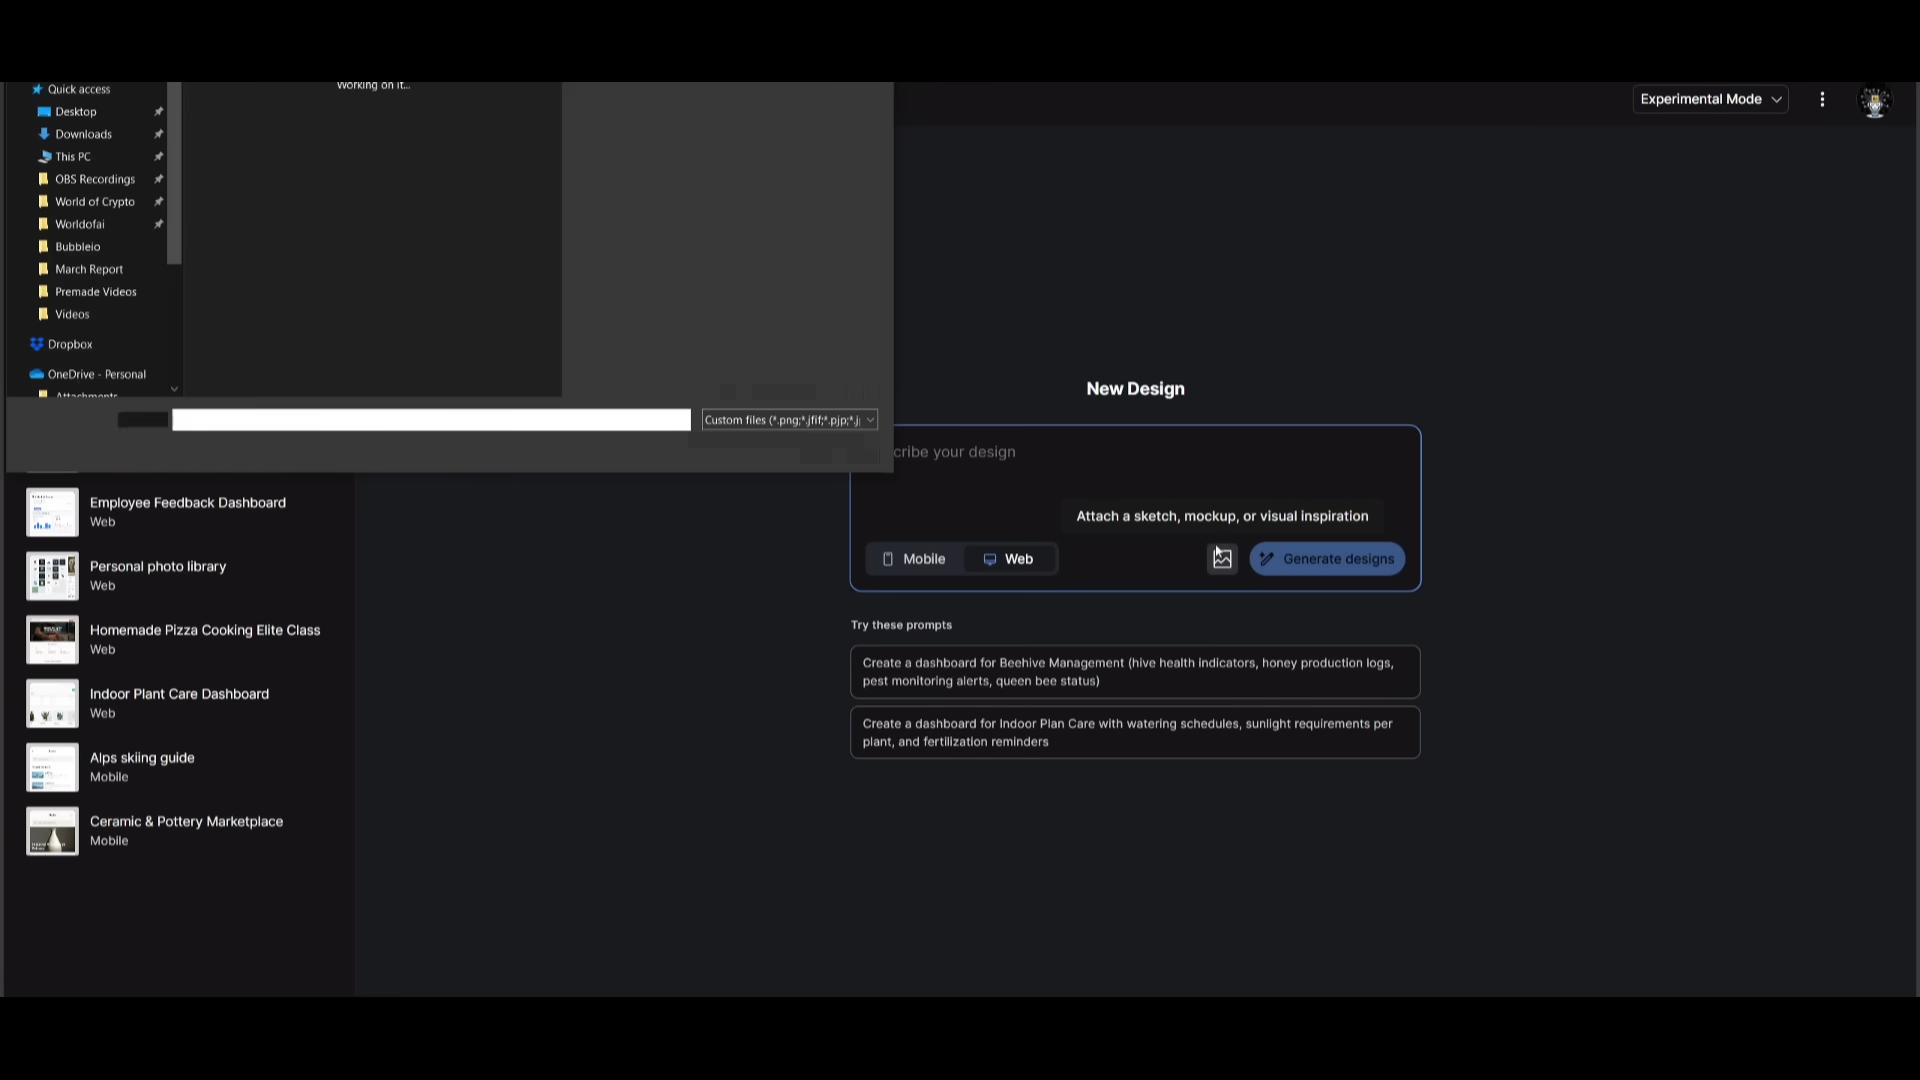 Quick access
Working on it...
Desktop
Downloads
This PC
OBS Recordings
World of Crypto
Worldofai
Bubbleio
March Report
Premade Videos
Videos
Dropbox
OneDrive - Personal
Attachments
Custom files (*.png;*.jfif;*.pjp;*.j
Experimental Mode
New Design
cribe your design
Attach a sketch, mockup, or visual inspiration
Mobile
Web
Generate designs
Try these prompts
Create a dashboard for Beehive Management (hive health indicators, honey production logs,
pest monitoring alerts, queen bee status)
Create a dashboard for Indoor Plan Care with watering schedules, sunlight requirements per
plant, and fertilization reminders
Employee Feedback Dashboard
Web
Personal photo library
Web
Homemade Pizza Cooking Elite Class
Web
Indoor Plant Care Dashboard
Web
Alps skiing guide
Mobile
Ceramic & Pottery Marketplace
Mobile